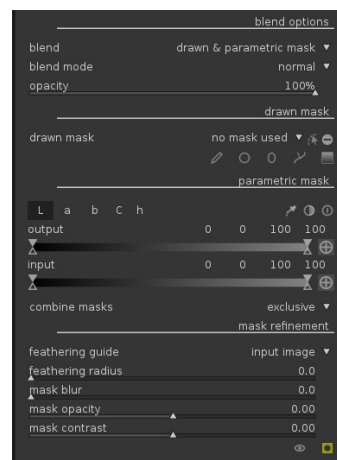 blend options
blend drawn & parametric mask
blend mode normal
opacity 100%
drawn mask
drawn mask no mask used
parametric mask
L a b C h
output 0 0 100 100
input 0 0 100 100
combine masks exclusive
mask refinement
feathering guide input image
feathering radius 0.0
mask blur 0.0
mask opacity 0.00
mask contrast 0.00